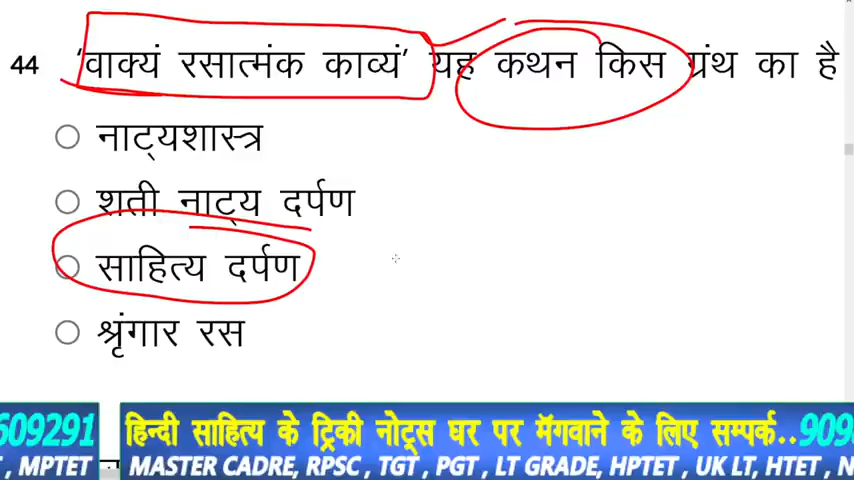 44 'वाक्यं रसात्मंक काव्यं' यह कथन किस ग्रंथ का है
नाट्यशास्त्र
शती नाट्य दर्पण
साहित्य दर्पण
श्रृंगार रस
609291 हिन्दी साहित्य के ट्रिकी नोट्स घर पर मॅगवाने के लिए सम्पर्क..909
, MPTET MASTER CADRE, RPSC , TGT , PGT , LT GRADE, HPTET , UK LT, HTET , N